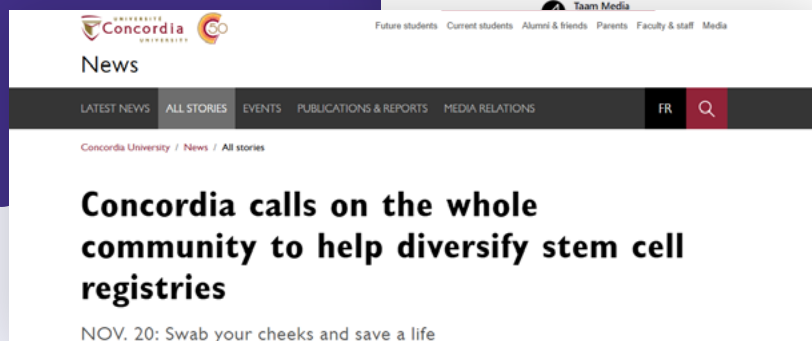 Taam Media
UNIVERSITÉ
Concordia
UNIVERSITY
50
Future students Current students Alumni & friends Parents Faculty & staff Media
News
LATEST NEWS ALL STORIES EVENTS PUBLICATIONS & REPORTS MEDIA RELATIONS FR
Concordia University / News / All stories
Concordia calls on the whole
community to help diversify stem cell
registries
NOV. 20: Swab your cheeks and save a life